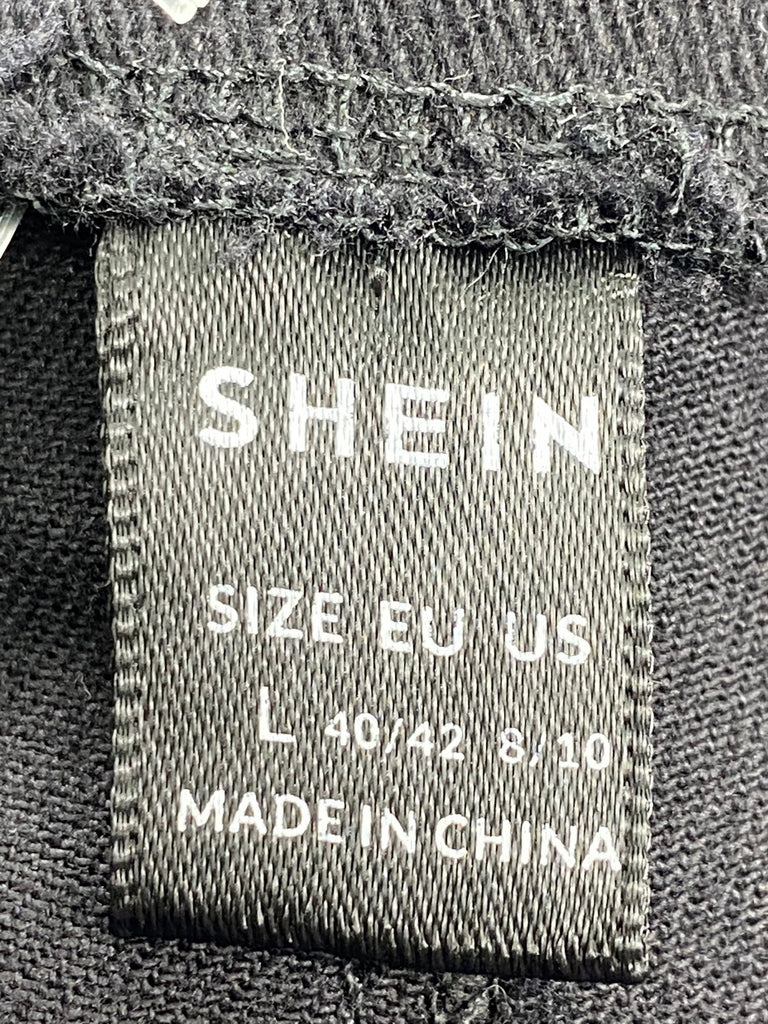 SHEIN
SIZE EU US
L 40/42 8/10
MADE IN CHINA